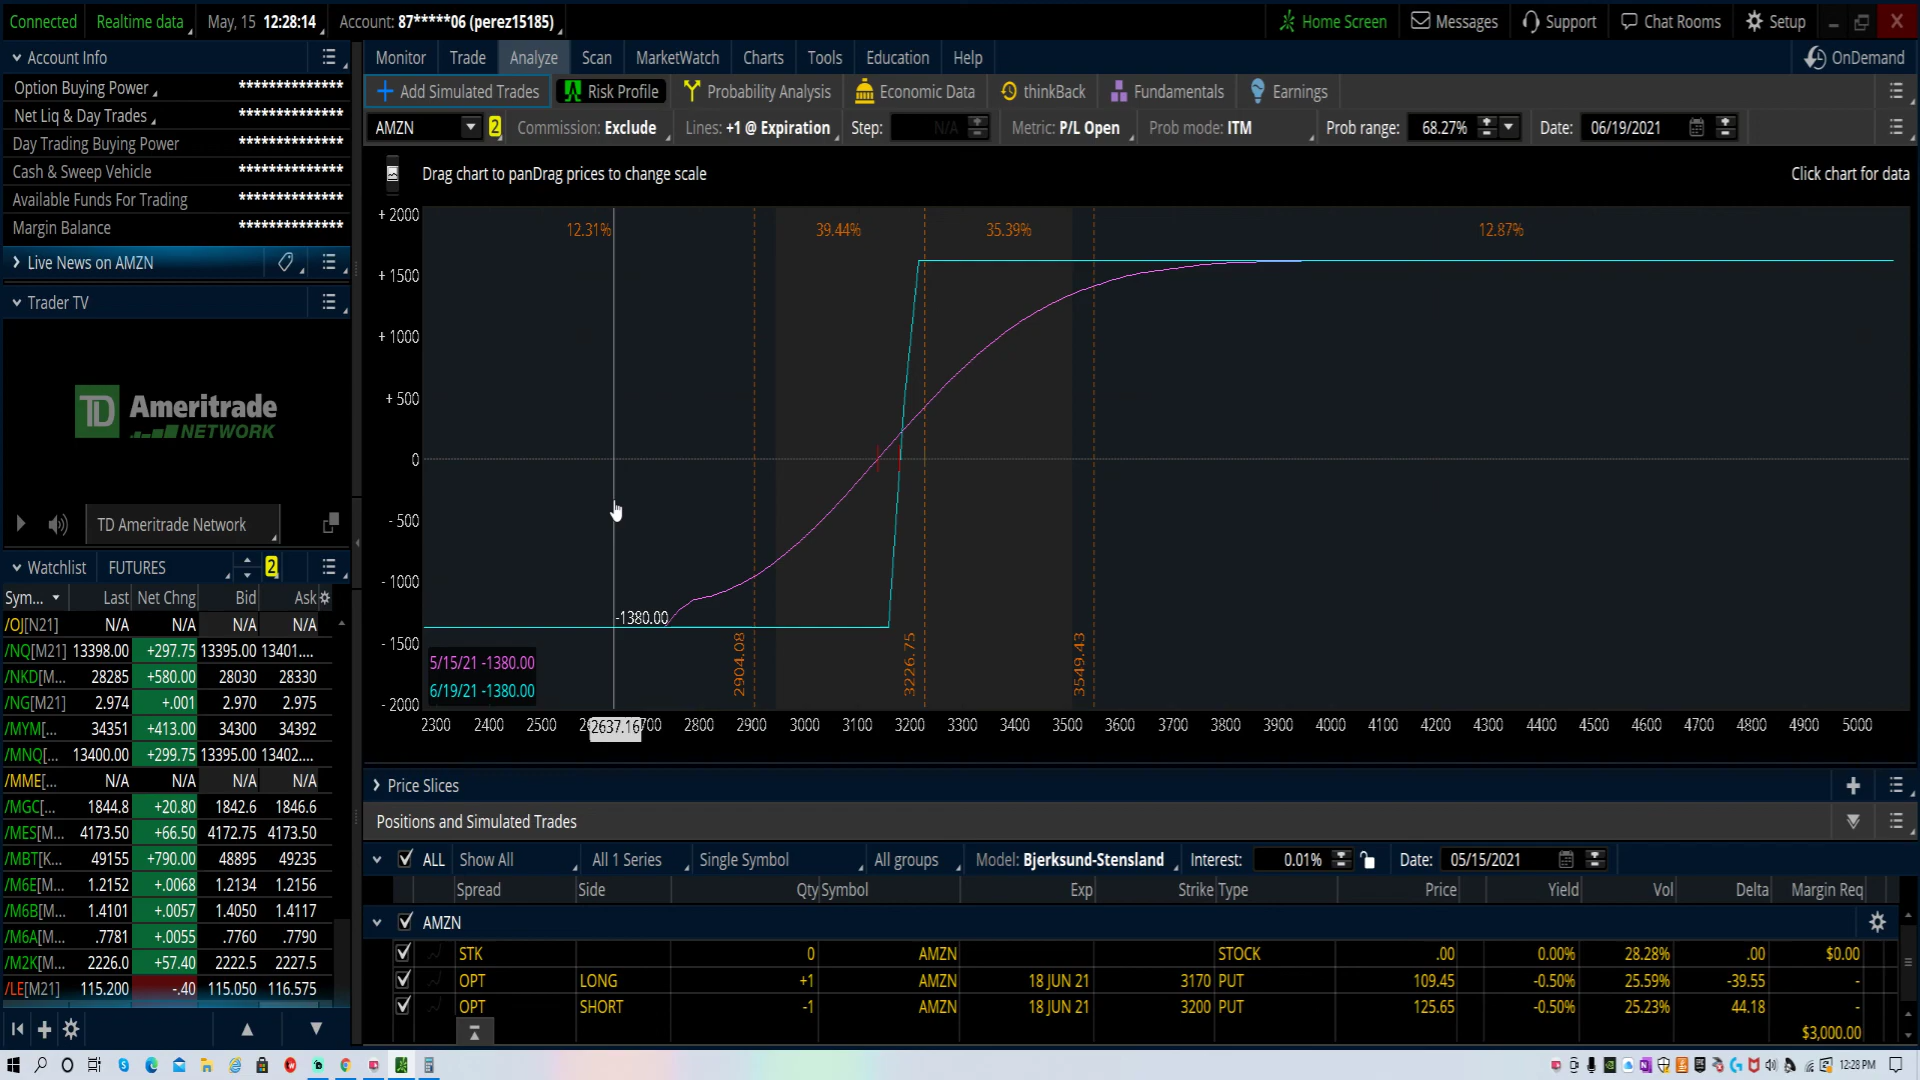 Connected Realtime data May, 15 12:28:14 Account: 87*****06 (perez15185) Home Screen Messages Support Chat Rooms Setup
Account Info Monitor Trade Analyze Scan MarketWatch Charts Tools Education Help OnDemand
Option Buying Power **************
Net Liq & Day Trades **************
Day Trading Buying Power **************
Cash & Sweep Vehicle **************
Available Funds For Trading **************
Margin Balance **************
Add Simulated Trades Risk Profile Probability Analysis Economic Data thinkBack Fundamentals Earnings
AMZN 2 Commission: Exclude Lines: +1 @ Expiration Step: N/A Metric: P/L Open Prob mode: ITM Prob range: 68.27% Date: 06/19/2021
Drag chart to panDrag prices to change scale Click chart for data
Live News on AMZN
Trader TV
TD Ameritrade
NETWORK
TD Ameritrade Network
+ 2000
+ 1500
+ 1000
+ 500
0
- 500
- 1000
- 1500
- 2000
12.31% 39.44% 35.39% 12.87%
-1380.00
5/15/21 -1380.00
6/19/21 -1380.00
2904.08 3226.75 3549.43
2300 2400 2500 2637.16 700 2800 2900 3000 3100 3200 3300 3400 3500 3600 3700 3800 3900 4000 4100 4200 4300 4400 4500 4600 4700 4800 4900 5000
Watchlist FUTURES 2
Sym... Last Net Chng Bid Ask
/OJ[N21] N/A N/A N/A N/A
/NQ[M21] 13398.00 +297.75 13395.00 13401....
/NKD[M... 28285 +580.00 28030 28330
/NG[M21] 2.974 +.001 2.970 2.975
/MYM[... 34351 +413.00 34300 34392
/MNQ[... 13400.00 +299.75 13395.00 13402....
/MME[... N/A N/A N/A N/A
/MGC[... 1844.8 +20.80 1842.6 1846.6
/MES[M... 4173.50 +66.50 4172.75 4173.50
/MBT[K... 49155 +790.00 48895 49235
/M6E[M... 1.2152 +.0068 1.2134 1.2156
/M6B[M... 1.4101 +.0057 1.4050 1.4117
/M6A[M... .7781 +.0055 .7760 .7790
/M2K[M... 2226.0 +57.40 2222.5 2227.5
/LE[M21] 115.200 -.40 115.050 116.575
Price Slices
Positions and Simulated Trades
ALL Show All All 1 Series Single Symbol All groups Model: Bjerksund-Stensland Interest: 0.01% Date: 05/15/2021
Spread Side Qty Symbol Exp Strike Type Price Yield Vol Delta Margin Req
AMZN
STK 0 AMZN STOCK .00 0.00% 28.28% .00 $0.00
OPT LONG +1 AMZN 18 JUN 21 3170 PUT 109.45 -0.50% 25.59% -39.55 -
OPT SHORT -1 AMZN 18 JUN 21 3200 PUT 125.65 -0.50% 25.23% 44.18 -
$3,000.00
12:28 PM